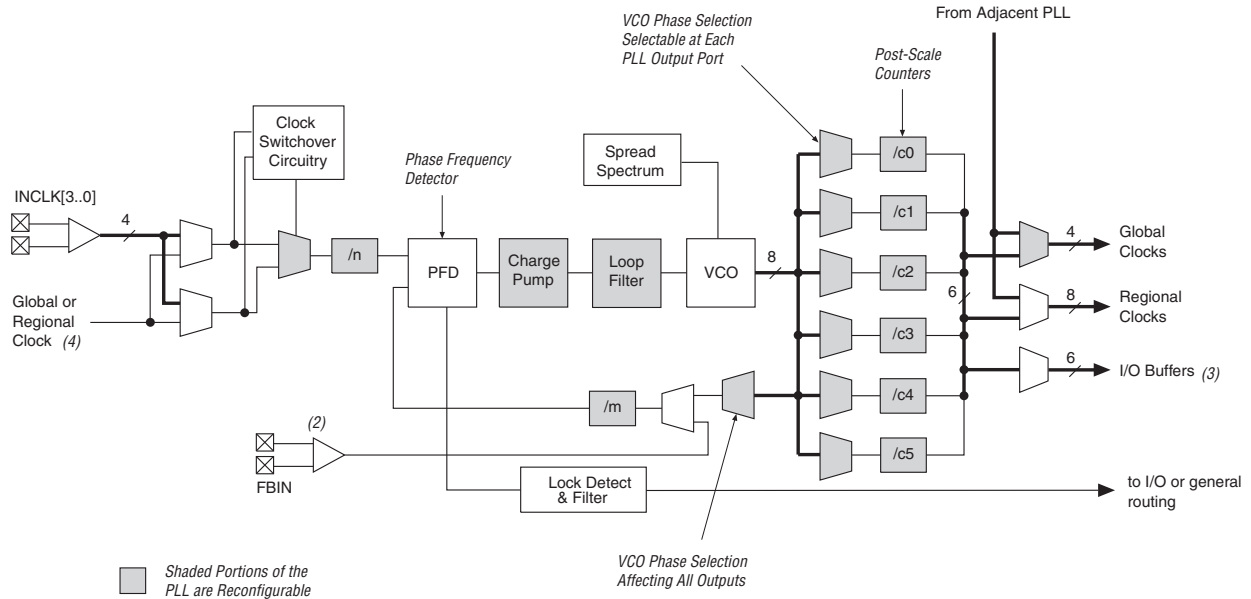 From Adjacent PLL
VCO Phase Selection
Selectable at Each
PLL Output Port
Post-Scale
Counters
Clock
Switchover
Circuitry
Phase Frequency
Detector
Spread
Spectrum
/c0
INCLK[3..0]
4
/c1
4
Global
Clocks
/n
PFD
Charge
Pump
Loop
Filter
VCO
8
/c2
6
8
Regional
Clocks
Global or
Regional
Clock (4)
/c3
6
I/O Buffers (3)
/m
/c4
(2)
FBIN
/c5
Lock Detect
& Filter
to I/O or general
routing
VCO Phase Selection
Affecting All Outputs
Shaded Portions of the
PLL are Reconfigurable